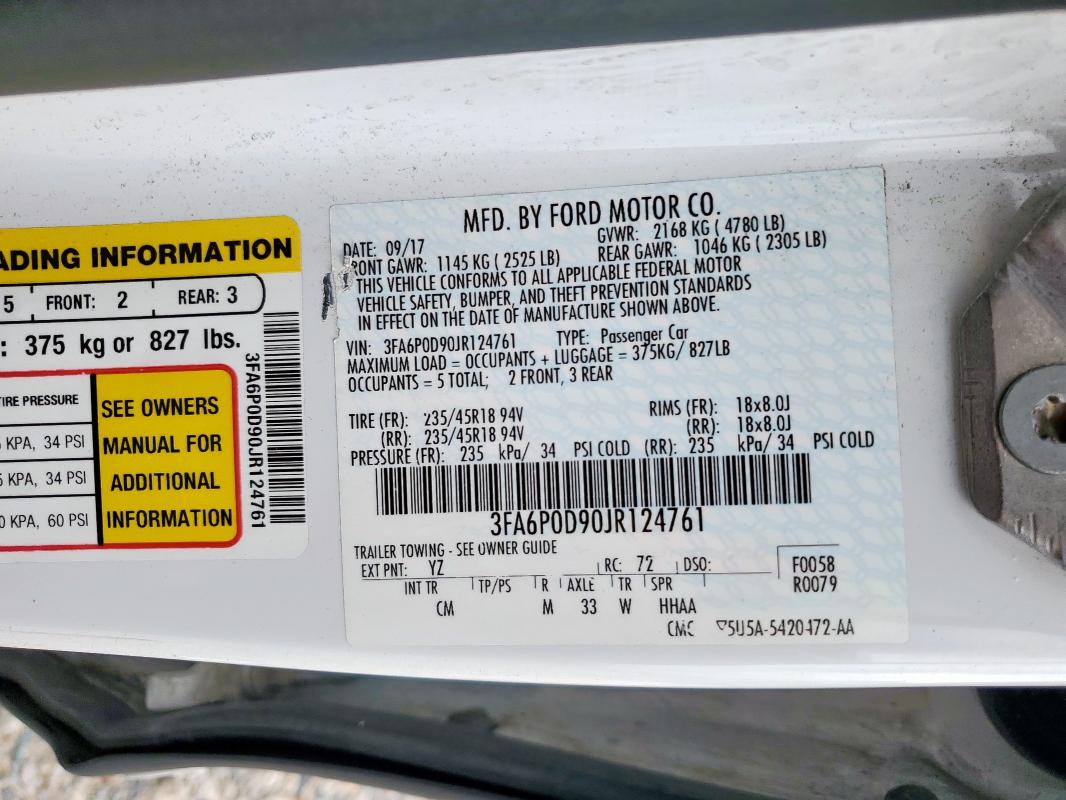 ADING INFORMATION
5 FRONT: 2 REAR: 3
: 375 kg or 827 lbs.
TIRE PRESSURE
KPA, 34 PSI
KPA, 34 PSI
0 KPA, 60 PSI
SEE OWNERS
MANUAL FOR
ADDITIONAL
INFORMATION
3FA6P0D90JR124761
MFD. BY FORD MOTOR CO.
DATE: 09/17 GVWR: 2168 KG ( 4780 LB)
FRONT GAWR: 1145 KG ( 2525 LB) REAR GAWR: 1046 KG ( 2305 LB)
THIS VEHICLE CONFORMS TO ALL APPLICABLE FEDERAL MOTOR
VEHICLE SAFETY, BUMPER, AND THEFT PREVENTION STANDARDS
IN EFFECT ON THE DATE OF MANUFACTURE SHOWN ABOVE.
VIN: 3FA6P0D90JR124761 TYPE: Passenger Car
MAXIMUM LOAD = OCCUPANTS + LUGGAGE = 375KG/ 827LB
OCCUPANTS = 5 TOTAL; 2 FRONT, 3 REAR
TIRE (FR): 235/45R18 94V RIMS (FR): 18x8.0J
(RR): 235/45R18 94V (RR): 18x8.0J
PRESSURE (FR): 235 kPa/ 34 PSI COLD (RR): 235 kPa/ 34 PSI COLD
3FA6P0D90JR124761
TRAILER TOWING - SEE OWNER GUIDE
EXT PNT: YZ RC: 72 DSO: F0058
INT TR TP/PS R AXLE TR SPR R0079
CM M 33 W HHAA
CMC 5U5A-5420472-AA